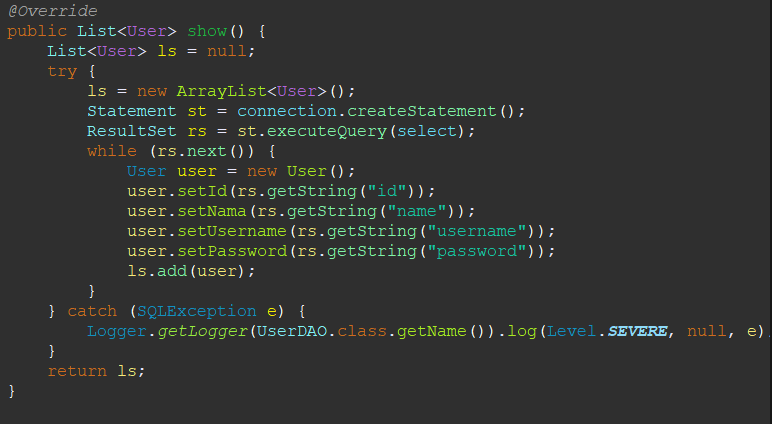 @Override
public List<User> show() {
    List<User> ls = null;
    try {
        ls = new ArrayList<User>();
        Statement st = connection.createStatement();
        ResultSet rs = st.executeQuery(select);
        while (rs.next()) {
            User user = new User();
            user.setId(rs.getString("id"));
            user.setNama(rs.getString("name"));
            user.setUsername(rs.getString("username"));
            user.setPassword(rs.getString("password"));
            ls.add(user);
        }
    } catch (SQLException e) {
        Logger.getLogger(UserDAO.class.getName()).log(Level.SEVERE, null, e)
    }
    return ls;
}